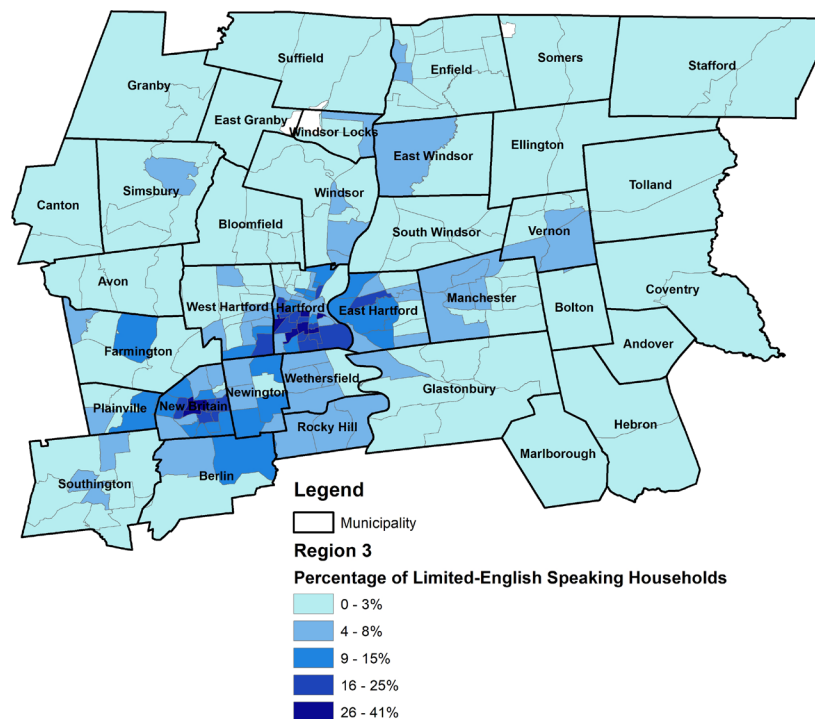 Suffield
Enfield
Somers
Stafford
Granby
East Granby
Windsor Locks
East Windsor
Ellington
Tolland
Simsbury
Canton
Windsor
Bloomfield
South Windsor
Vernon
Avon
West Hartford
Hartford
East Hartford
Manchester
Bolton
Coventry
Farmington
Andover
Wethersfield
Glastonbury
Newington
Plainville
New Britain
Rocky Hill
Hebron
Marlborough
Southington
Berlin
Legend
Municipality
Region 3
Percentage of Limited-English Speaking Households
0 - 3%
4 - 8%
9 - 15%
16 - 25%
26 - 41%